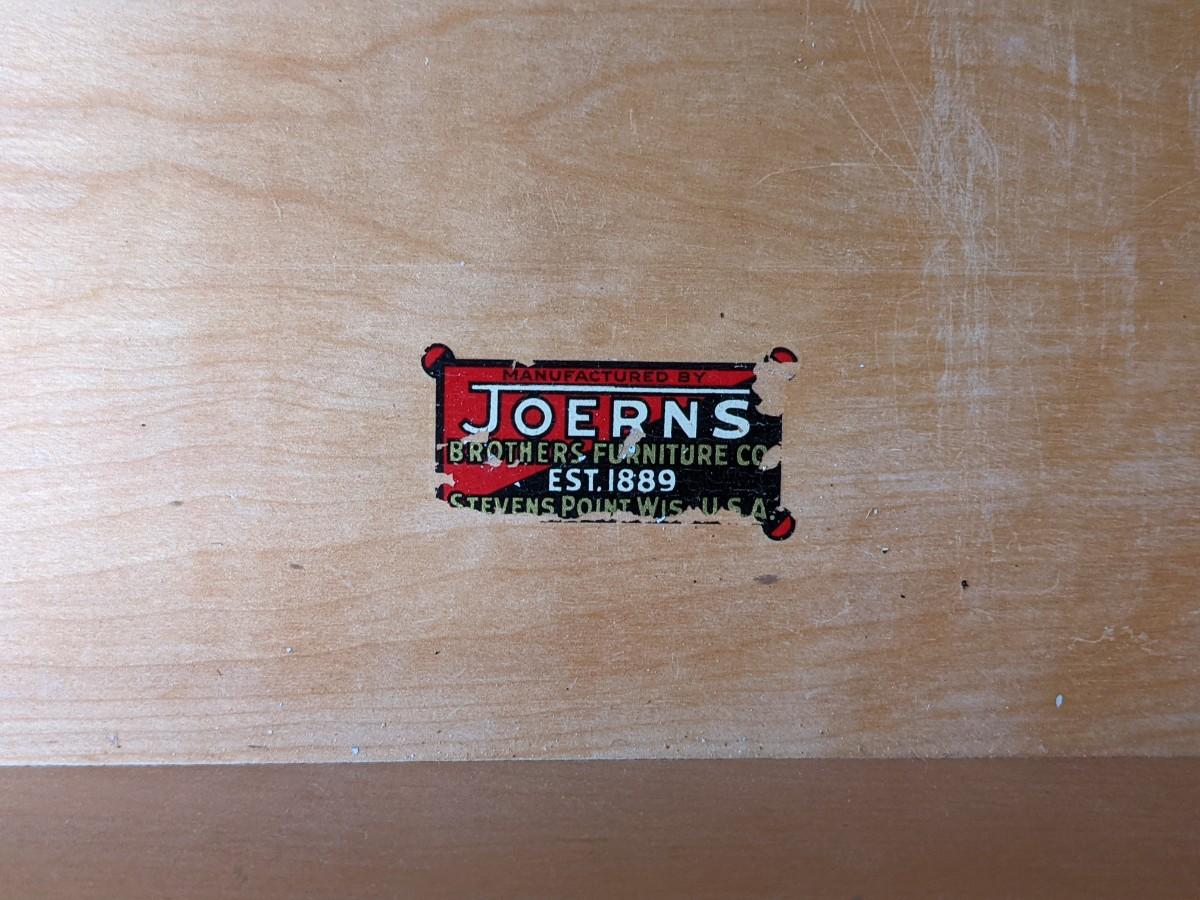 MANUFACTURED BY
JOERNS
BROTHERS FURNITURE CO
EST. 1889
STEVENS POINT, WIS. U.S.A.